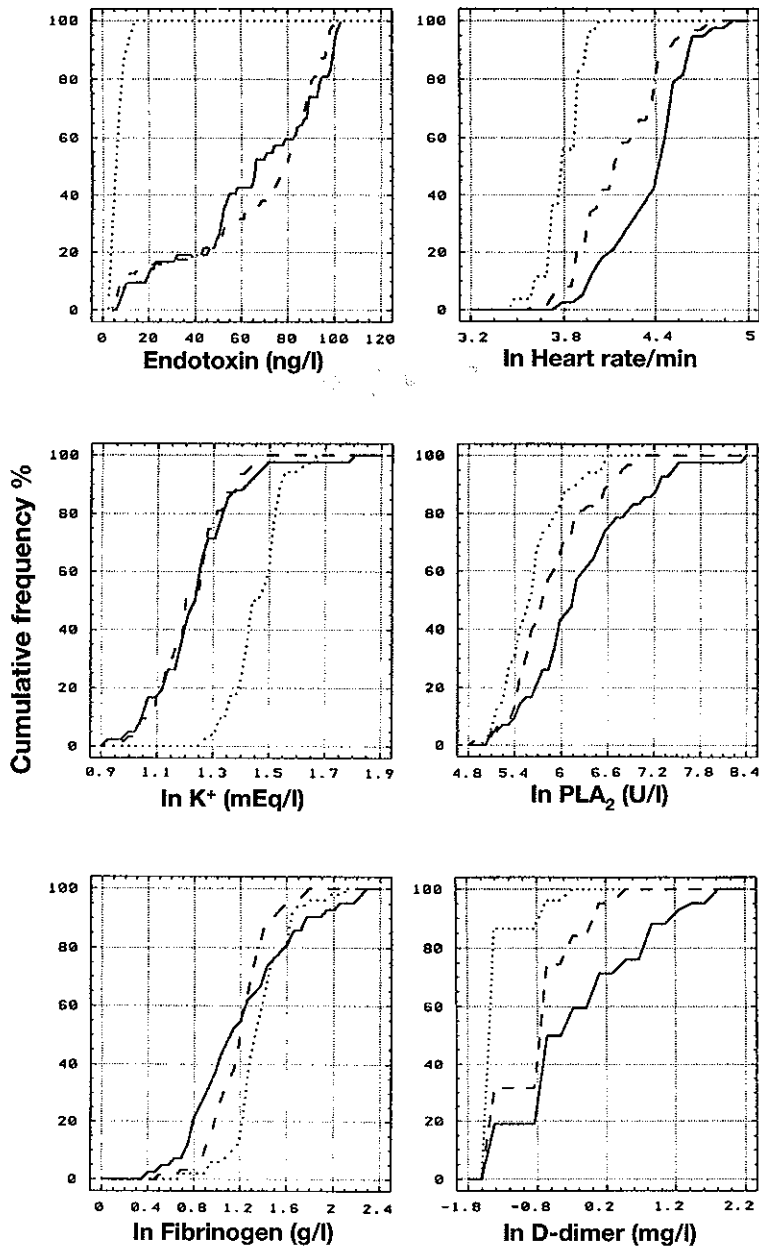 Cumulative frequency %
100
80
60
40
20
0
0 20 40 60 80 100 120
Endotoxin (ng/l)
100
80
60
40
20
0
3.2 3.8 4.4 5
ln Heart rate/min
100
80
60
40
20
0
0.9 1.1 1.3 1.5 1.7 1.9
ln K⁺ (mEq/l)
100
80
60
40
20
0
4.8 5.4 6 6.6 7.2 7.8 8.4
ln PLA₂ (U/l)
100
80
60
40
20
0
0 0.4 0.8 1.2 1.6 2 2.4
ln Fibrinogen (g/l)
100
80
60
40
20
0
-1.8 -0.8 0.2 1.2 2.2
ln D-dimer (mg/l)